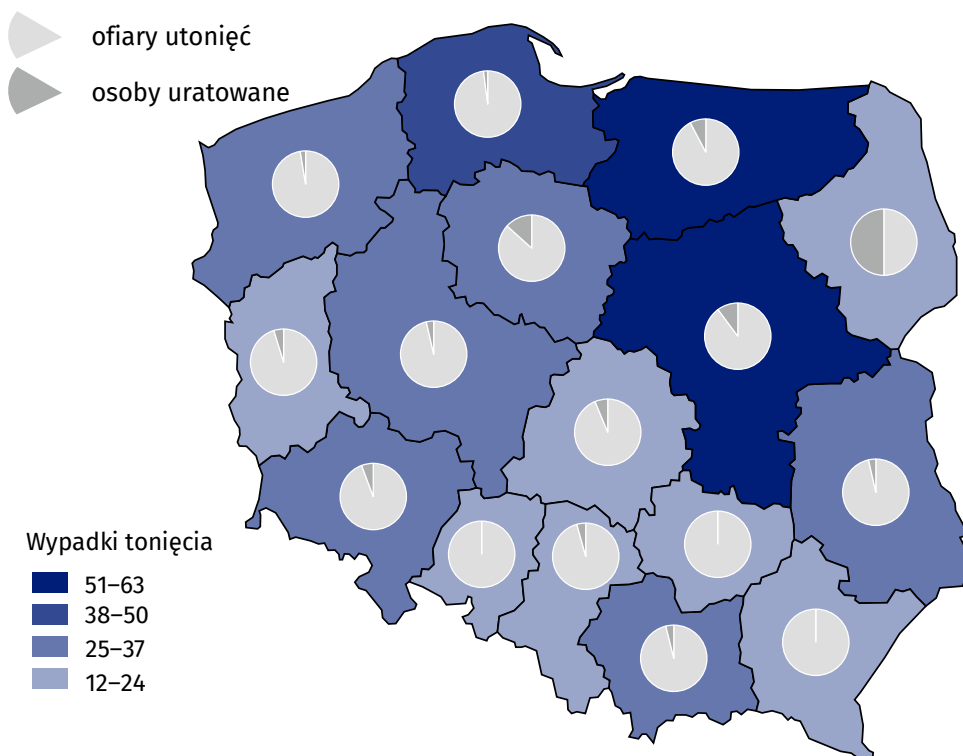 ofiary utonięć
osoby uratowane
Wypadki tonięcia
51–63
38–50
25–37
12–24